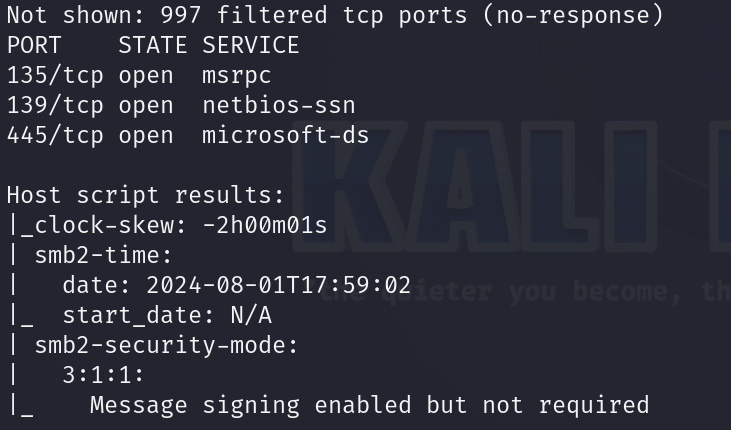 Not shown: 997 filtered tcp ports (no-response)
PORT    STATE SERVICE
135/tcp open  msrpc
139/tcp open  netbios-ssn
445/tcp open  microsoft-ds

Host script results:
|_clock-skew: -2h00m01s
| smb2-time:
|   date: 2024-08-01T17:59:02
|_  start_date: N/A
| smb2-security-mode:
|   3:1:1:
|_    Message signing enabled but not required
KALI
the quieter you become, th